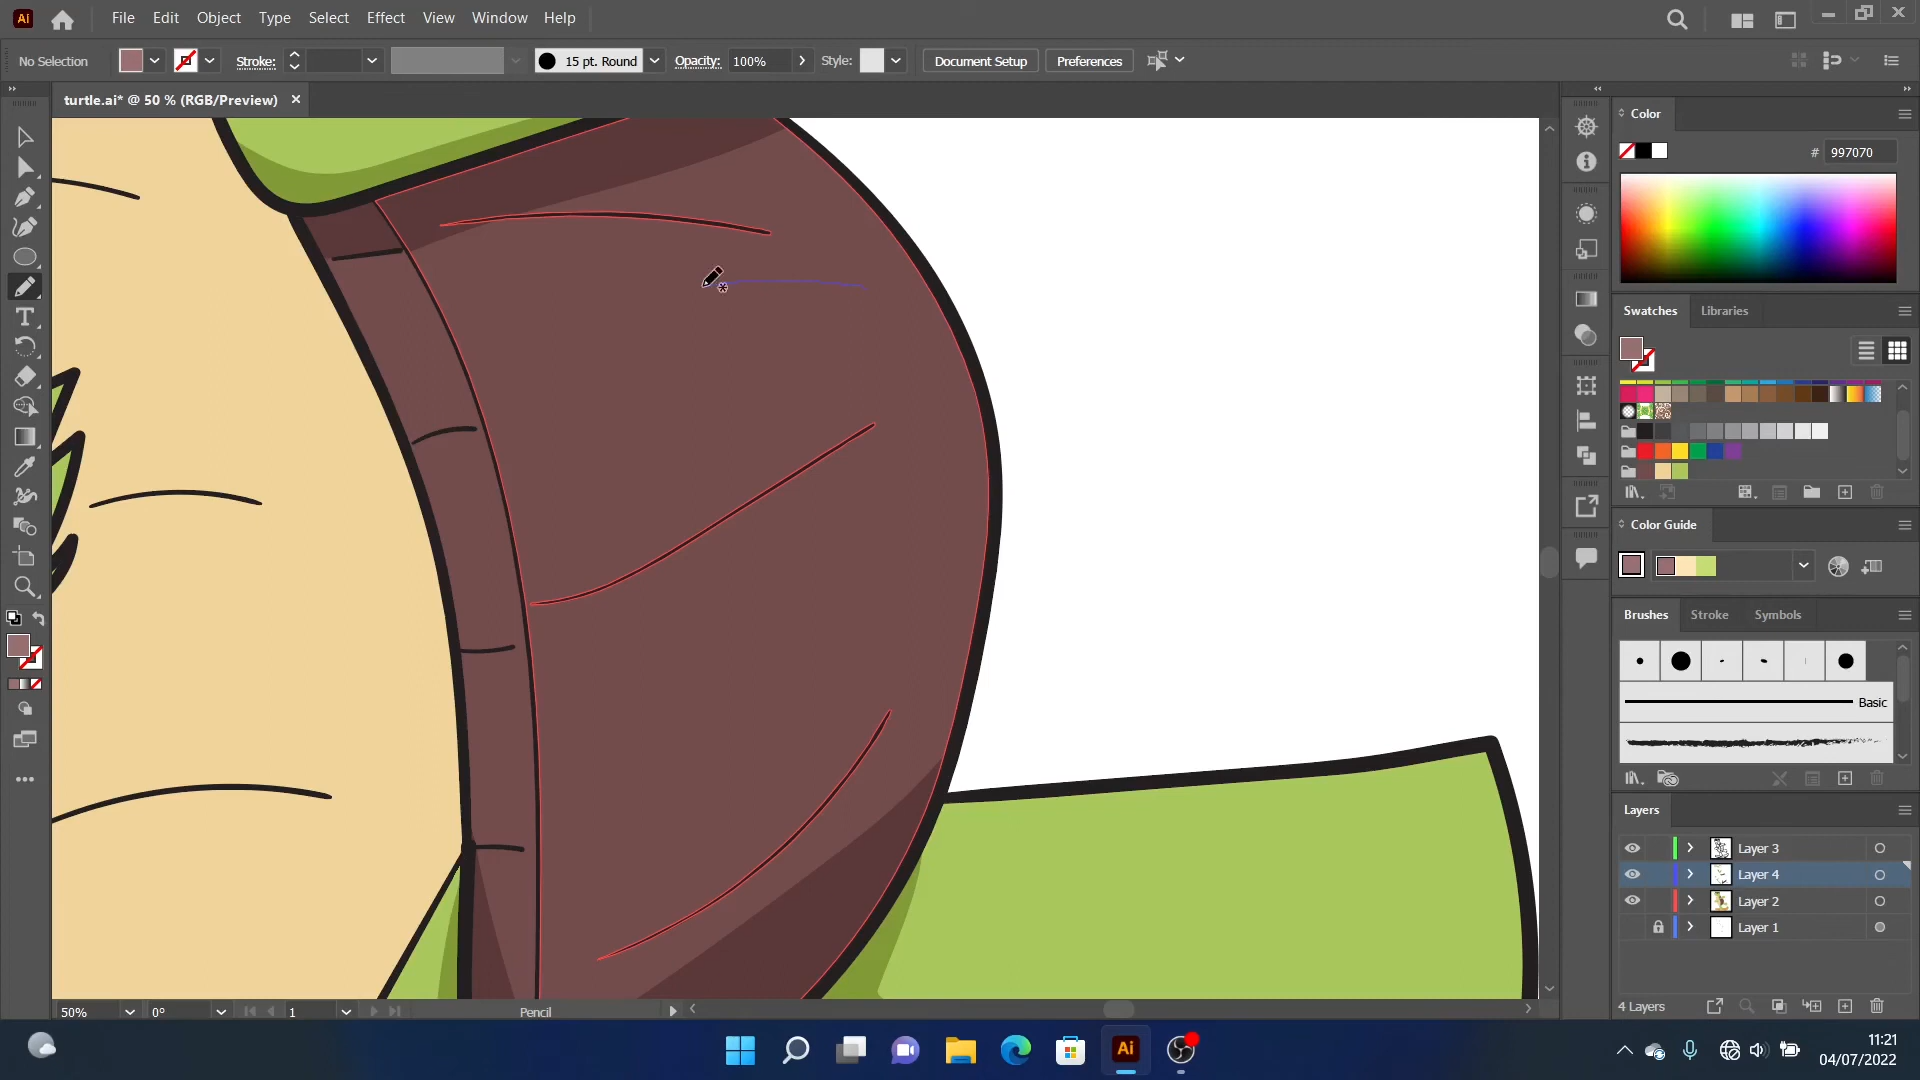 Ai File Edit Object Type Select Effect View Window Help
No Selection Stroke: 15 pt. Round Opacity: 100% Style: Document Setup Preferences
turtle.ai* @ 50 % (RGB/Preview)
Color
# 997070
Swatches Libraries
Color Guide
Brushes Stroke Symbols
Basic
Layers
Layer 3
Layer 4
Layer 2
Layer 1
4 Layers
50% 0° 1 Pencil
Ai
11:21
04/07/2022